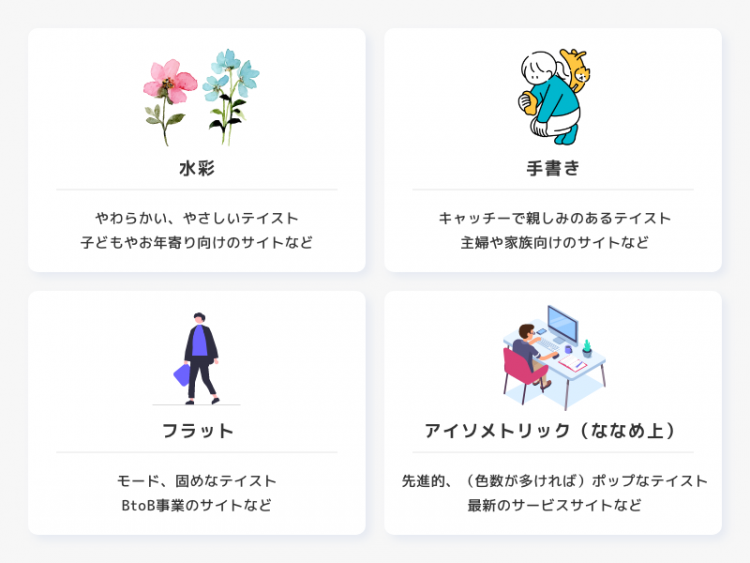 水彩
やわらかい、やさしいテイスト
子どもやお年寄り向けのサイトなど
手書き
キャッチーで親しみのあるテイスト
主婦や家族向けのサイトなど
フラット
モード、固めなテイスト
BtoB事業のサイトなど
アイソメトリック（ななめ上）
先進的、（色数が多ければ）ポップなテイスト
最新のサービスサイトなど